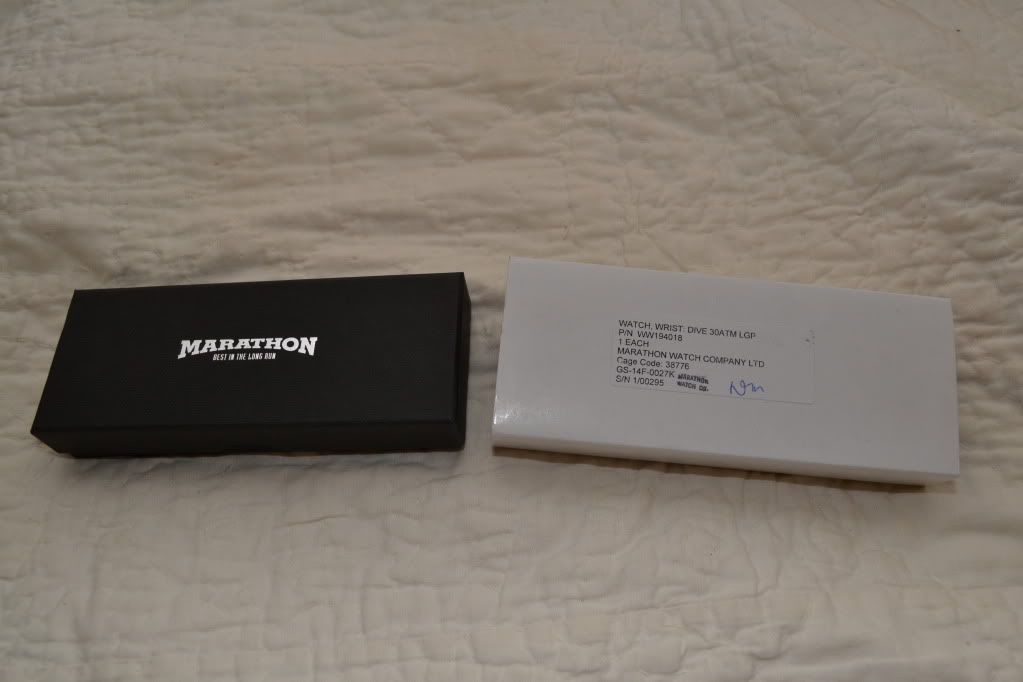 MARATHON
BEST IN THE LONG RUN
WATCH, WRIST: DIVE 30ATM LGP
P/N WW194018
1 EACH
MARATHON WATCH COMPANY LTD
Cage Code: 38776
GS-14F-0027K
S/N 1/00295
MARATHON
WATCH CO.